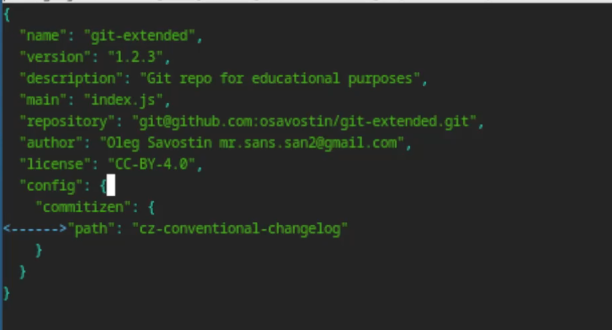 {
  "name": "git-extended",
  "version": "1.2.3",
  "description": "Git repo for educational purposes",
  "main": "index.js",
  "repository": "git@github.com:osavostin/git-extended.git",
  "author": "Oleg Savostin mr.sans.san2@gmail.com",
  "license": "CC-BY-4.0",
  "config": {
    "commitizen": {
<------>"path": "cz-conventional-changelog"
    }
  }
}